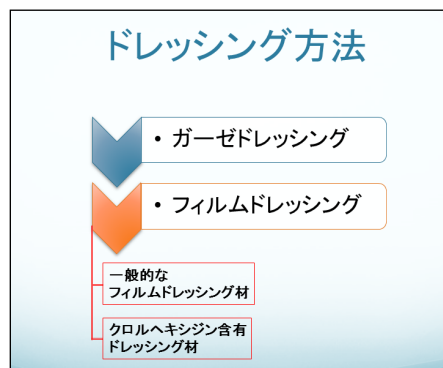 ドレッシング方法
・ガーゼドレッシング
・フィルムドレッシング
一般的な
フィルムドレッシング材
クロルヘキシジン含有
ドレッシング材